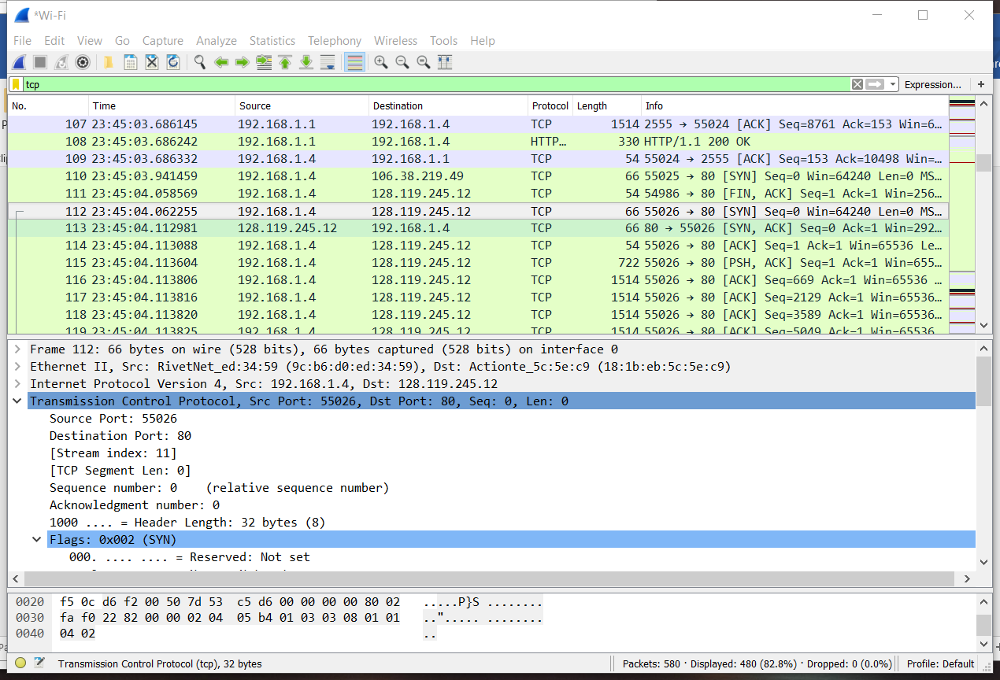 *Wi-Fi
File Edit View Go Capture Analyze Statistics Telephony Wireless Tools Help
tcp Expression... +
No. Time Source Destination Protocol Length Info
107 23:45:03.686145 192.168.1.1 192.168.1.4 TCP 1514 2555 → 55024 [ACK] Seq=8761 Ack=153 Win=6…
108 23:45:03.686242 192.168.1.1 192.168.1.4 HTTP… 330 HTTP/1.1 200 OK
109 23:45:03.686332 192.168.1.4 192.168.1.1 TCP 54 55024 → 2555 [ACK] Seq=153 Ack=10498 Win=…
110 23:45:03.941459 192.168.1.4 106.38.219.49 TCP 66 55025 → 80 [SYN] Seq=0 Win=64240 Len=0 MS…
111 23:45:04.058569 192.168.1.4 128.119.245.12 TCP 54 54986 → 80 [FIN, ACK] Seq=1 Ack=1 Win=256…
112 23:45:04.062255 192.168.1.4 128.119.245.12 TCP 66 55026 → 80 [SYN] Seq=0 Win=64240 Len=0 MS…
113 23:45:04.112981 128.119.245.12 192.168.1.4 TCP 66 80 → 55026 [SYN, ACK] Seq=0 Ack=1 Win=292…
114 23:45:04.113088 192.168.1.4 128.119.245.12 TCP 54 55026 → 80 [ACK] Seq=1 Ack=1 Win=65536 Le…
115 23:45:04.113604 192.168.1.4 128.119.245.12 TCP 722 55026 → 80 [PSH, ACK] Seq=1 Ack=1 Win=655…
116 23:45:04.113806 192.168.1.4 128.119.245.12 TCP 1514 55026 → 80 [ACK] Seq=669 Ack=1 Win=65536 …
117 23:45:04.113816 192.168.1.4 128.119.245.12 TCP 1514 55026 → 80 [ACK] Seq=2129 Ack=1 Win=65536…
118 23:45:04.113820 192.168.1.4 128.119.245.12 TCP 1514 55026 → 80 [ACK] Seq=3589 Ack=1 Win=65536…
119 23:45:04.113825 192.168.1.4 128.119.245.12 TCP 1514 55026 → 80 [ACK] Seq=5049 Ack=1 Win=65536…
Frame 112: 66 bytes on wire (528 bits), 66 bytes captured (528 bits) on interface 0
Ethernet II, Src: RivetNet_ed:34:59 (9c:b6:d0:ed:34:59), Dst: Actionte_5c:5e:c9 (18:1b:eb:5c:5e:c9)
Internet Protocol Version 4, Src: 192.168.1.4, Dst: 128.119.245.12
Transmission Control Protocol, Src Port: 55026, Dst Port: 80, Seq: 0, Len: 0
Source Port: 55026
Destination Port: 80
[Stream index: 11]
[TCP Segment Len: 0]
Sequence number: 0 (relative sequence number)
Acknowledgment number: 0
1000 .... = Header Length: 32 bytes (8)
Flags: 0x002 (SYN)
000. .... .... = Reserved: Not set
0020 f5 0c d6 f2 00 50 7d 53 c5 d6 00 00 00 00 80 02 .....P}S ........
0030 fa f0 22 82 00 00 02 04 05 b4 01 03 03 08 01 01 .."..... ........
0040 04 02 ..
Transmission Control Protocol (tcp), 32 bytes Packets: 580 · Displayed: 480 (82.8%) · Dropped: 0 (0.0%) Profile: Default